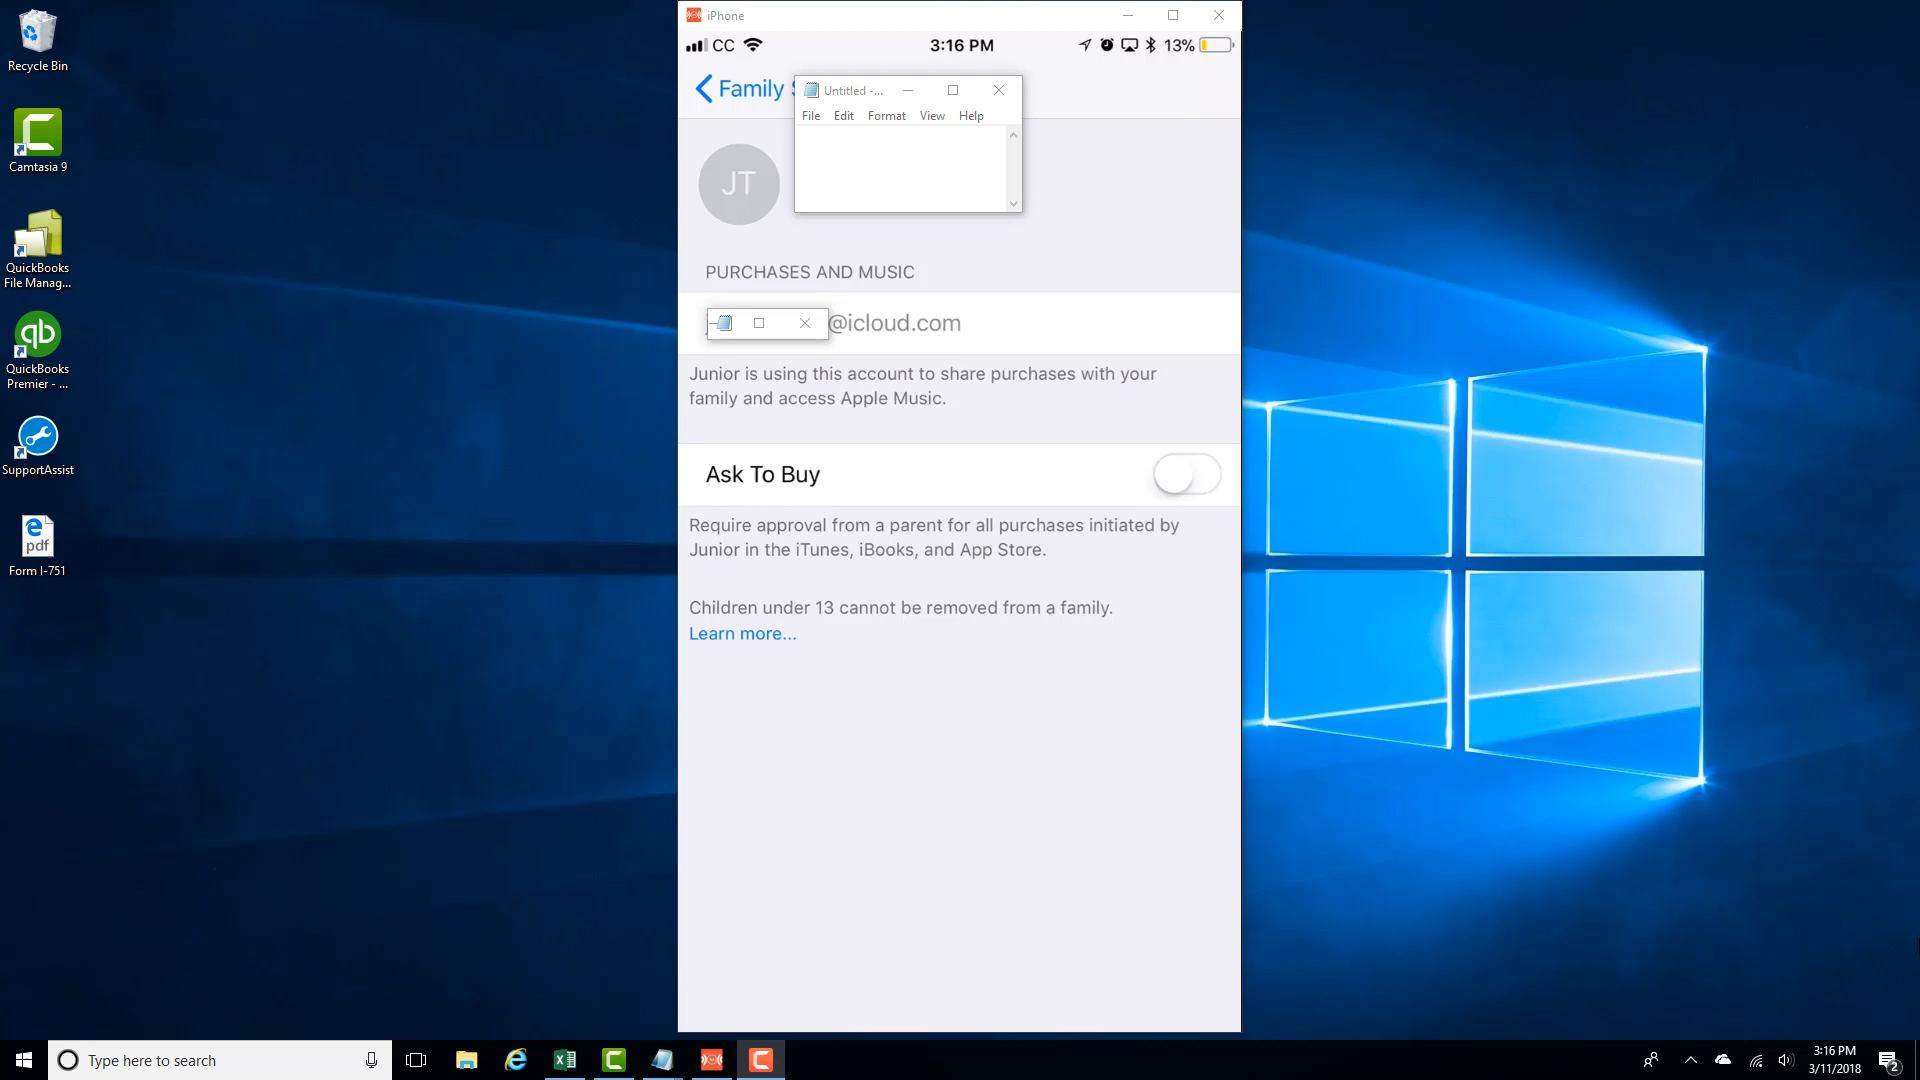 Recycle Bin
Camtasia 9
QuickBooks
File Manag...
QuickBooks
Premier - ...
SupportAssist
pdf
Form I-751
iPhone
CC
3:16 PM
13%
Family
Untitled -...
File Edit Format View Help
JT
PURCHASES AND MUSIC
@icloud.com
Junior is using this account to share purchases with your
family and access Apple Music.
Ask To Buy
Require approval from a parent for all purchases initiated by
Junior in the iTunes, iBooks, and App Store.
Children under 13 cannot be removed from a family.
Learn more...
Type here to search
3:16 PM
3/11/2018
2